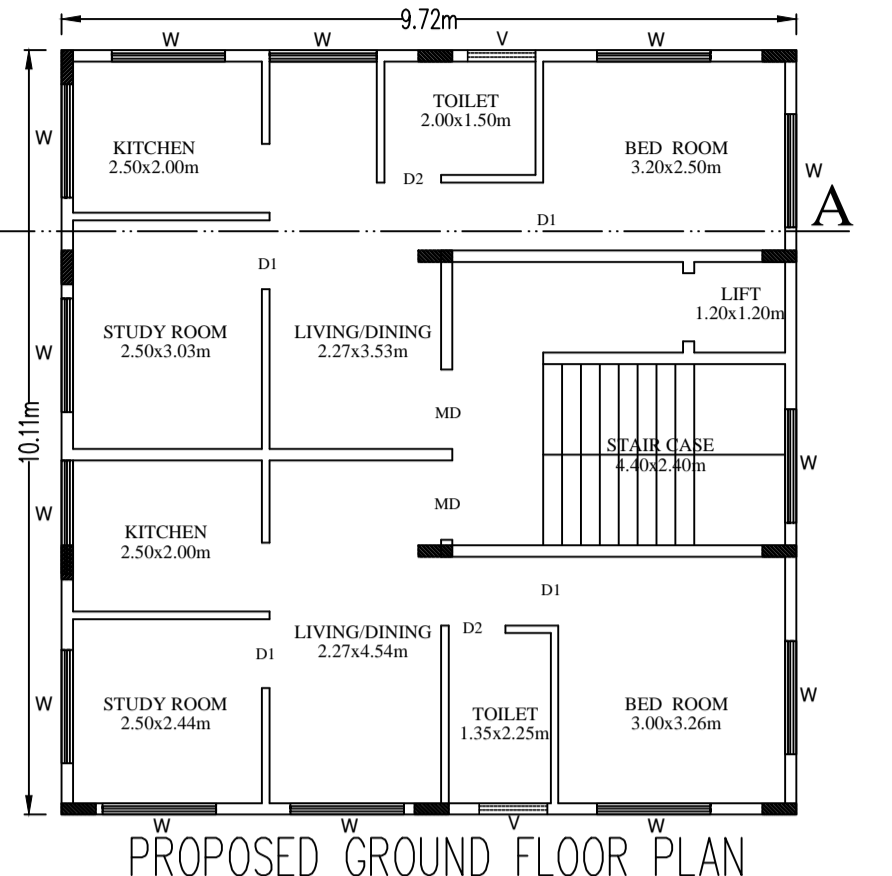 9.72m
W
W
V
W
W
KITCHEN
2.50x2.00m
TOILET
2.00x1.50m
BED ROOM
3.20x2.50m
W
D2
A
D1
D1
LIFT
1.20x1.20m
STUDY ROOM
2.50x3.03m
LIVING/DINING
2.27x3.53m
W
10.11m
MD
STAIR CASE
4.40x2.40m
W
W
MD
KITCHEN
2.50x2.00m
D1
D2
LIVING/DINING
2.27x4.54m
D1
W
STUDY ROOM
2.50x2.44m
TOILET
1.35x2.25m
BED ROOM
3.00x3.26m
W
W
W
V
W
PROPOSED GROUND FLOOR PLAN